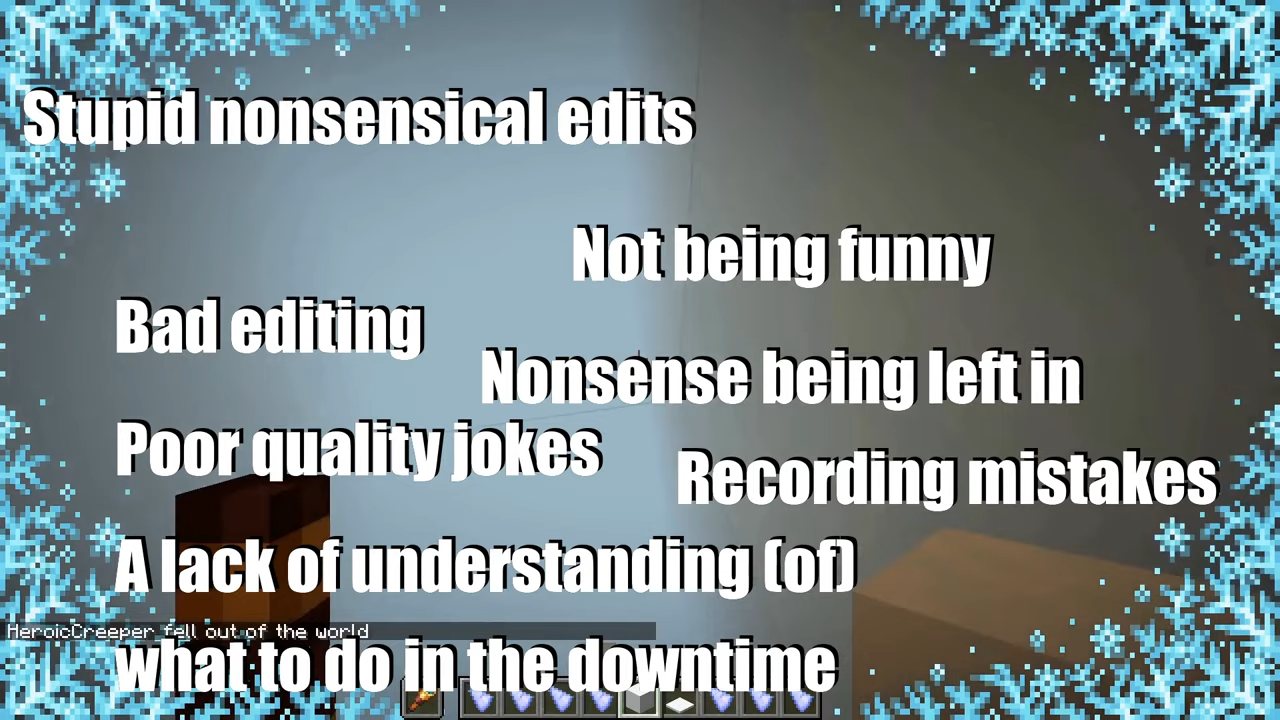 Stupid nonsensical edits
Not being funny
Bad editing
Nonsense being left in
Poor quality jokes
Recording mistakes
A lack of understanding (of)
HeroicCreeper fell out of the world
what to do in the downtime